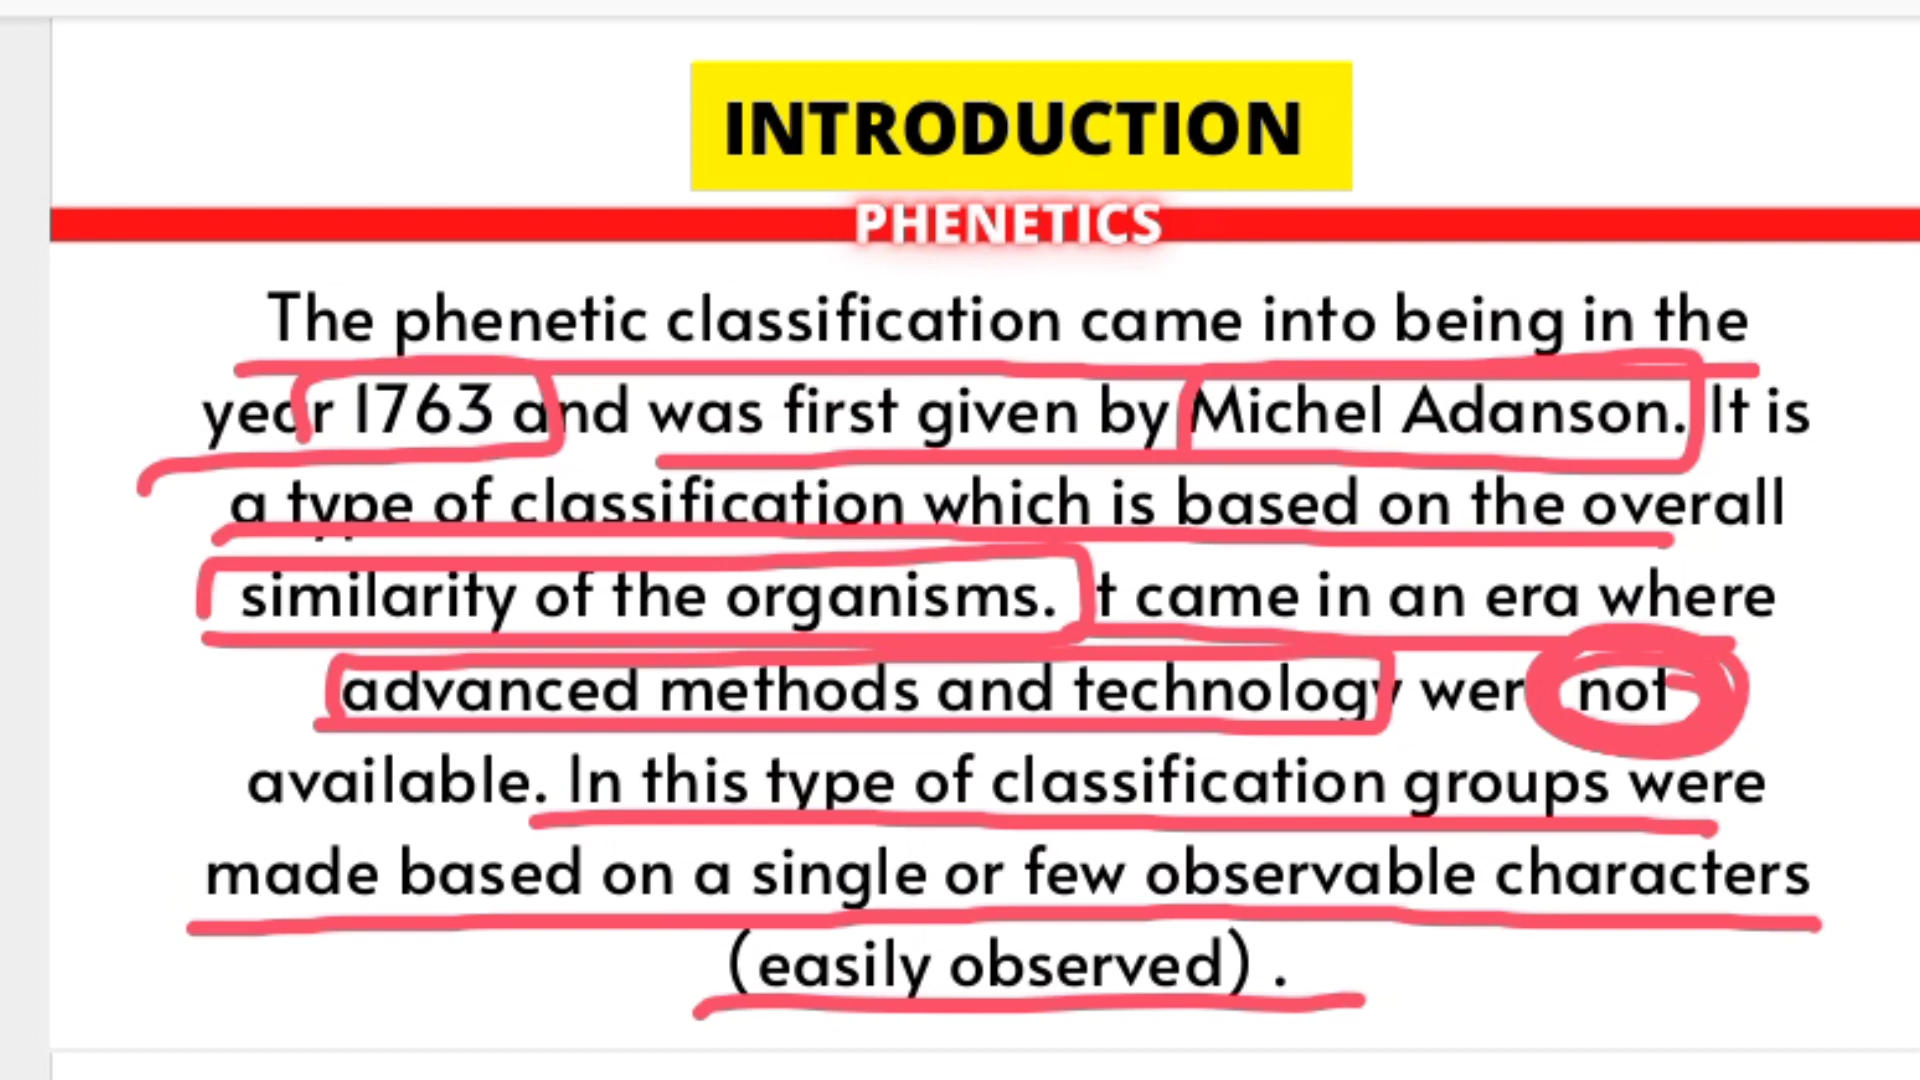 INTRODUCTION
PHENETICS
The phenetic classification came into being in the
year 1763 and was first given by Michel Adanson. It is
a type of classification which is based on the overall
similarity of the organisms. It came in an era where
advanced methods and technology were not
available. In this type of classification groups were
made based on a single or few observable characters
(easily observed) .